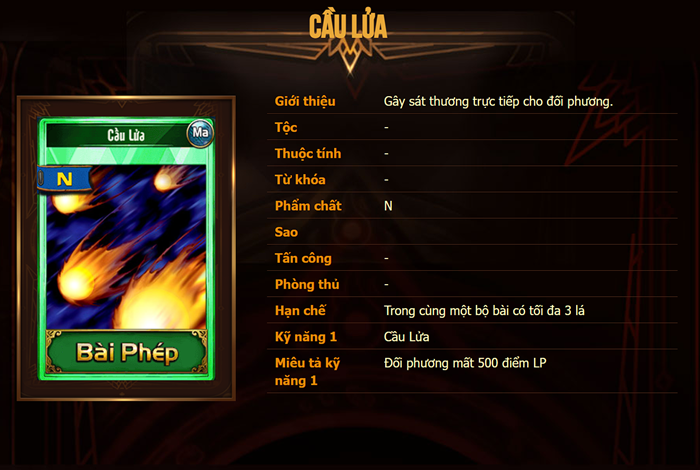 CẦU LỬA
Cầu Lửa
Ma
N
Bài Phép
Giới thiệu Gây sát thương trực tiếp cho đối phương.
Tộc -
Thuộc tính -
Từ khóa -
Phẩm chất N
Sao
Tấn công -
Phòng thủ -
Hạn chế Trong cùng một bộ bài có tối đa 3 lá
Kỹ năng 1 Cầu Lửa
Miêu tả kỹ Đối phương mất 500 điểm LP
năng 1